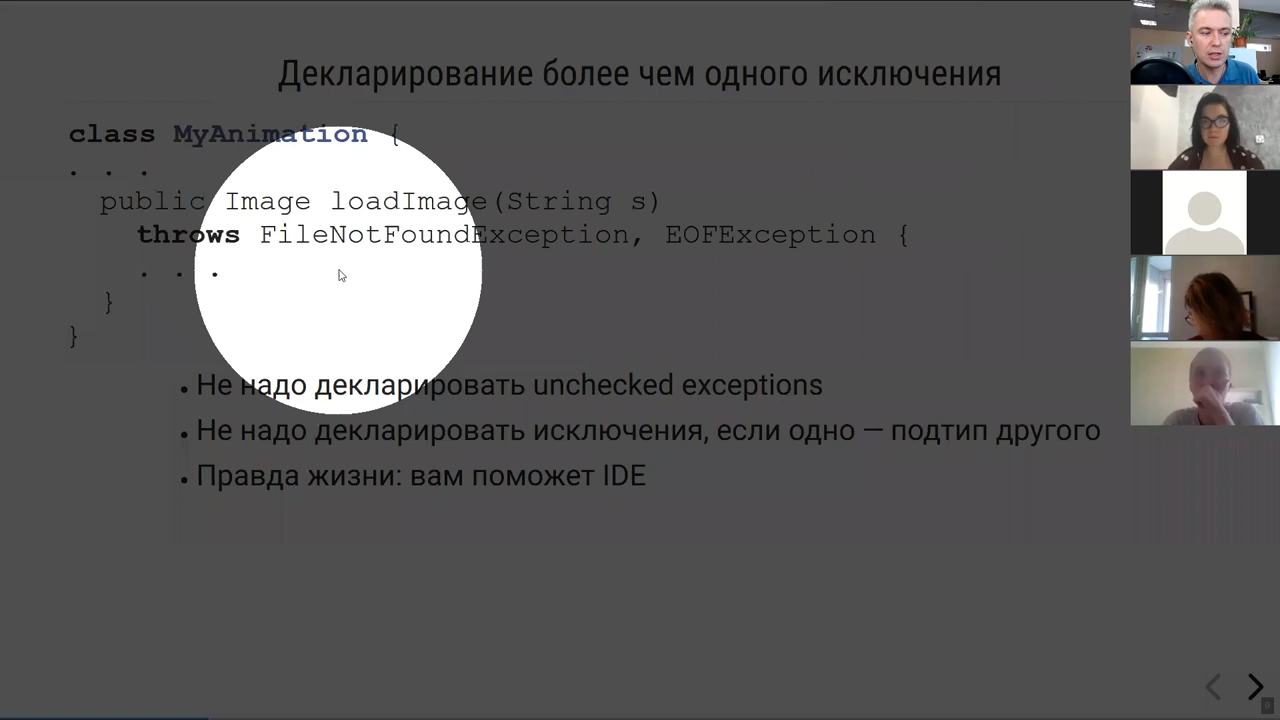 Декларирование более чем одного исключения
class MyAnimation {
. . .
public Image loadImage(String s)
throws FileNotFoundException, EOFException {
. . .
}
}
• Не надо декларировать unchecked exceptions
• Не надо декларировать исключения, если одно — подтип другого
• Правда жизни: вам поможет IDE